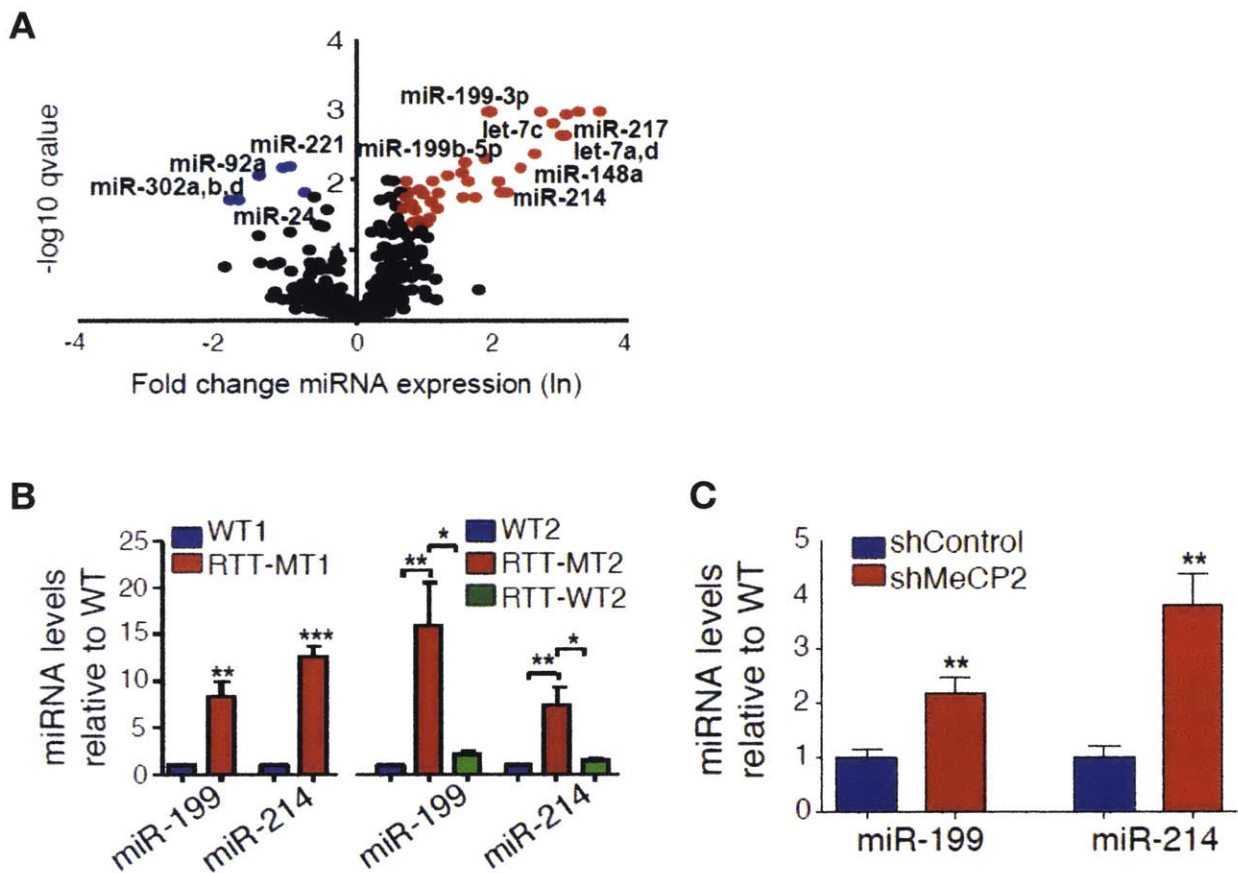 A
4
3
2
1
-log10 qvalue
miR-199-3p
let-7c
miR-217
miR-221
miR-199b-5p
let-7a,d
miR-92a
miR-148a
miR-302a,b,d
miR-214
miR-24
-4
-2
0
2
4
Fold change miRNA expression (ln)
B
WT1
RTT-MT1
WT2
RTT-MT2
RTT-WT2
25
20
15
10
5
0
miRNA levels
relative to WT
**
***
**
*
**
*
miR-199
miR-214
miR-199
miR-214
C
shControl
shMeCP2
5
4
3
2
1
0
miRNA levels
relative to WT
**
**
miR-199
miR-214